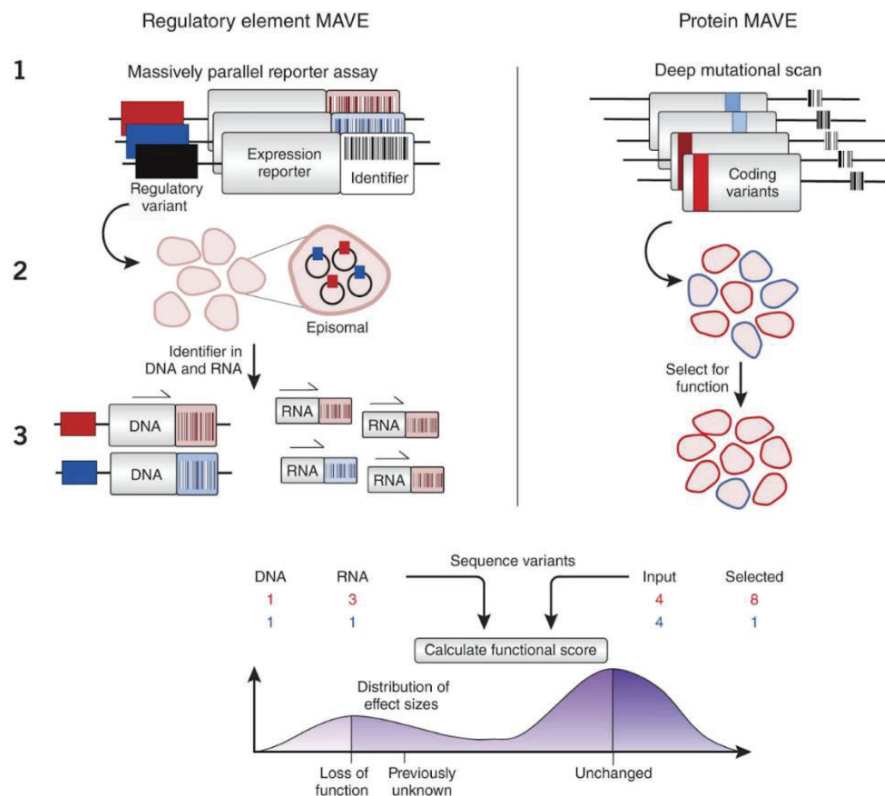 Regulatory element MAVE
Protein MAVE
1
Massively parallel reporter assay
Deep mutational scan
Expression
reporter
Identifier
Regulatory
variant
Coding
variants
2
Episomal
Identifier in
DNA and RNA
Select for
function
3
DNA
RNA
RNA
DNA
RNA
RNA
Sequence variants
DNA RNA
Input Selected
1 3
4 8
1 1
4 1
Calculate functional score
Distribution of
effect sizes
Loss of
function
Previously
unknown
Unchanged